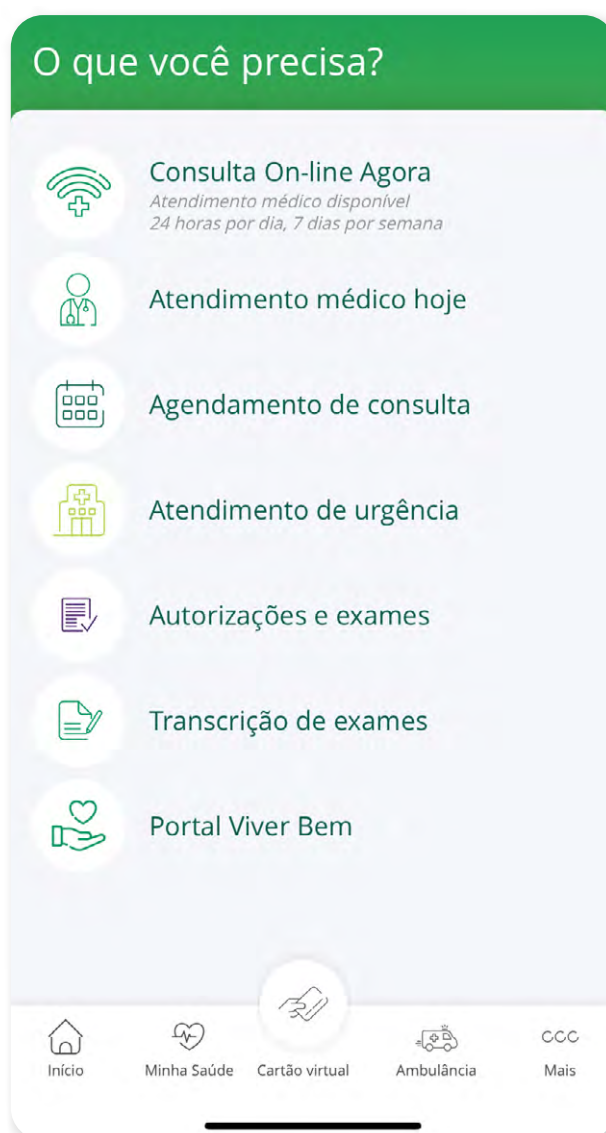 O que você precisa?
Consulta On-line Agora
Atendimento médico disponível
24 horas por dia, 7 dias por semana
Atendimento médico hoje
Agendamento de consulta
Atendimento de urgência
Autorizações e exames
Transcrição de exames
Portal Viver Bem
Início
Minha Saúde
Cartão virtual
Ambulância
Mais